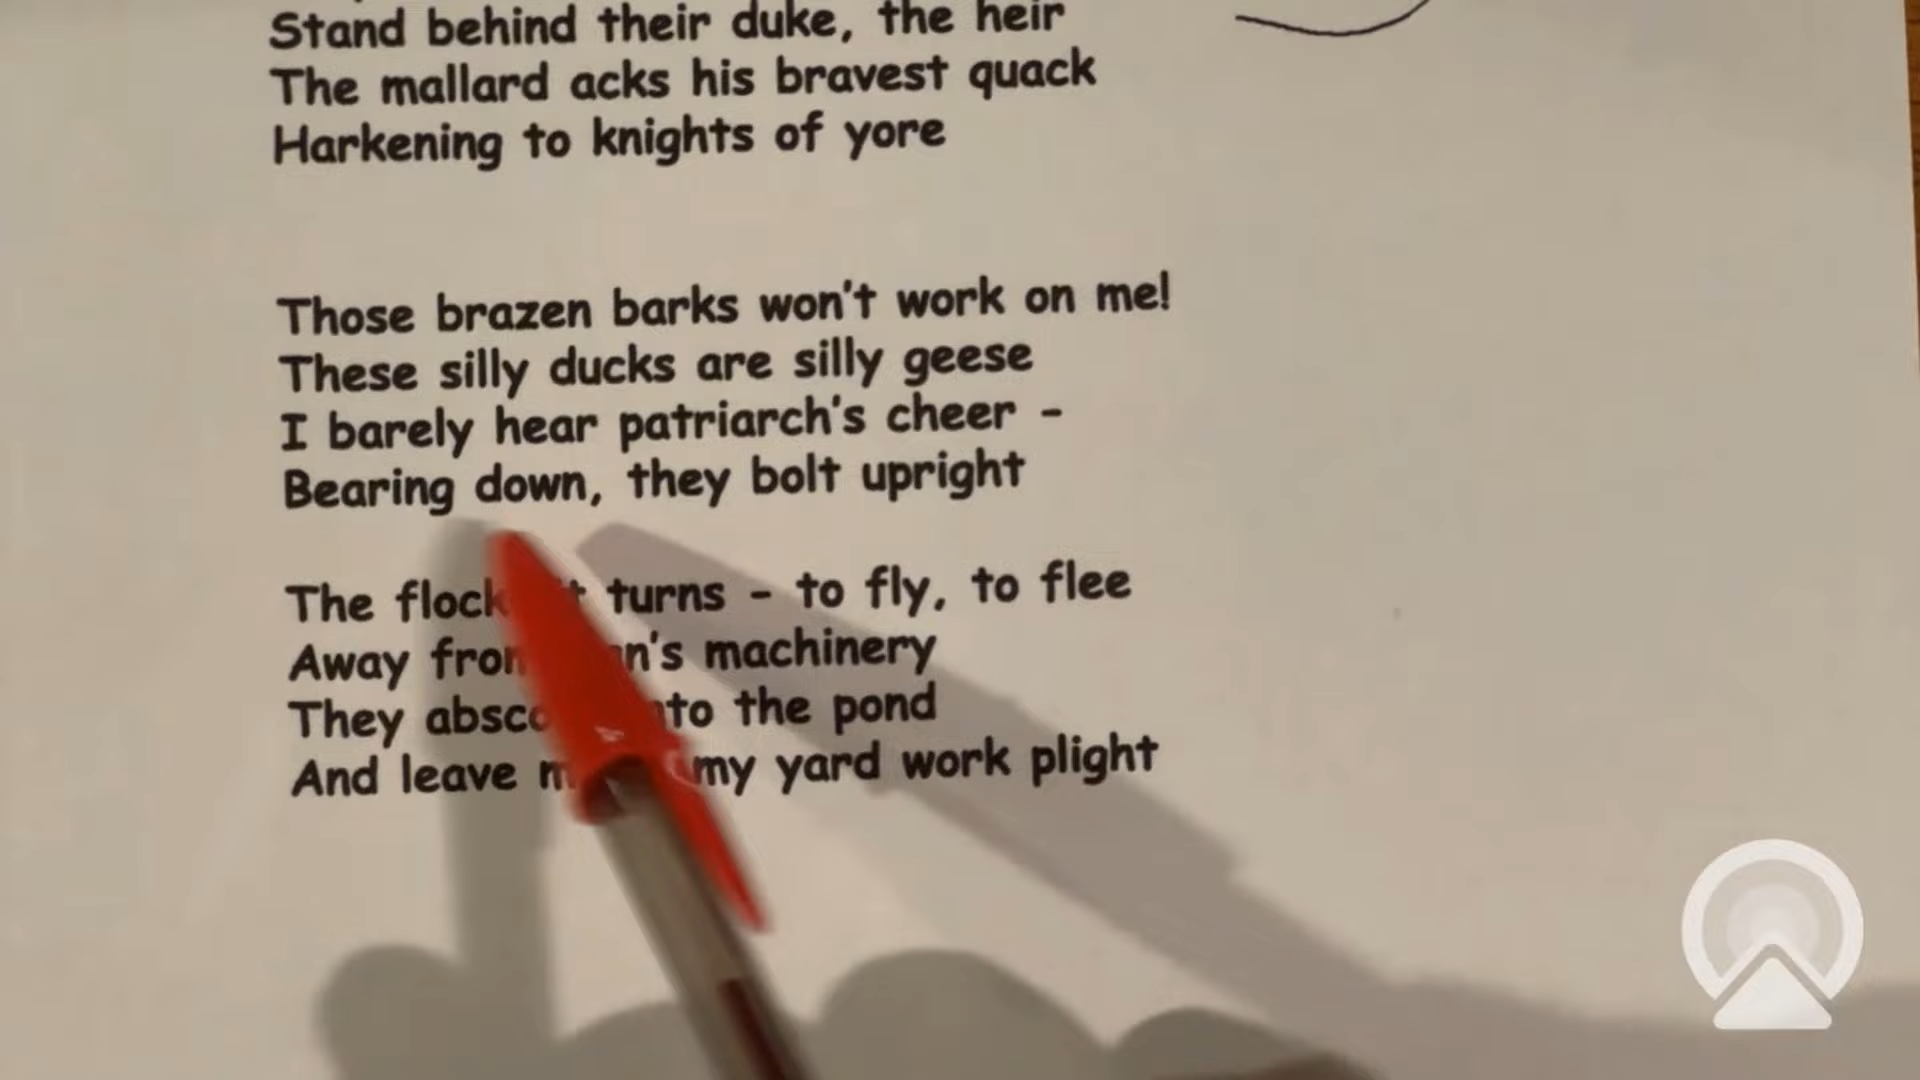 Stand behind their duke, the heir
The mallard acks his bravest quack
Harkening to knights of yore
Those brazen barks won't work on me!
These silly ducks are silly geese
I barely hear patriarch's cheer -
Bearing down, they bolt upright
The flock turns - to fly, to flee
Away machinery
They the pond
And leave my yard work plight